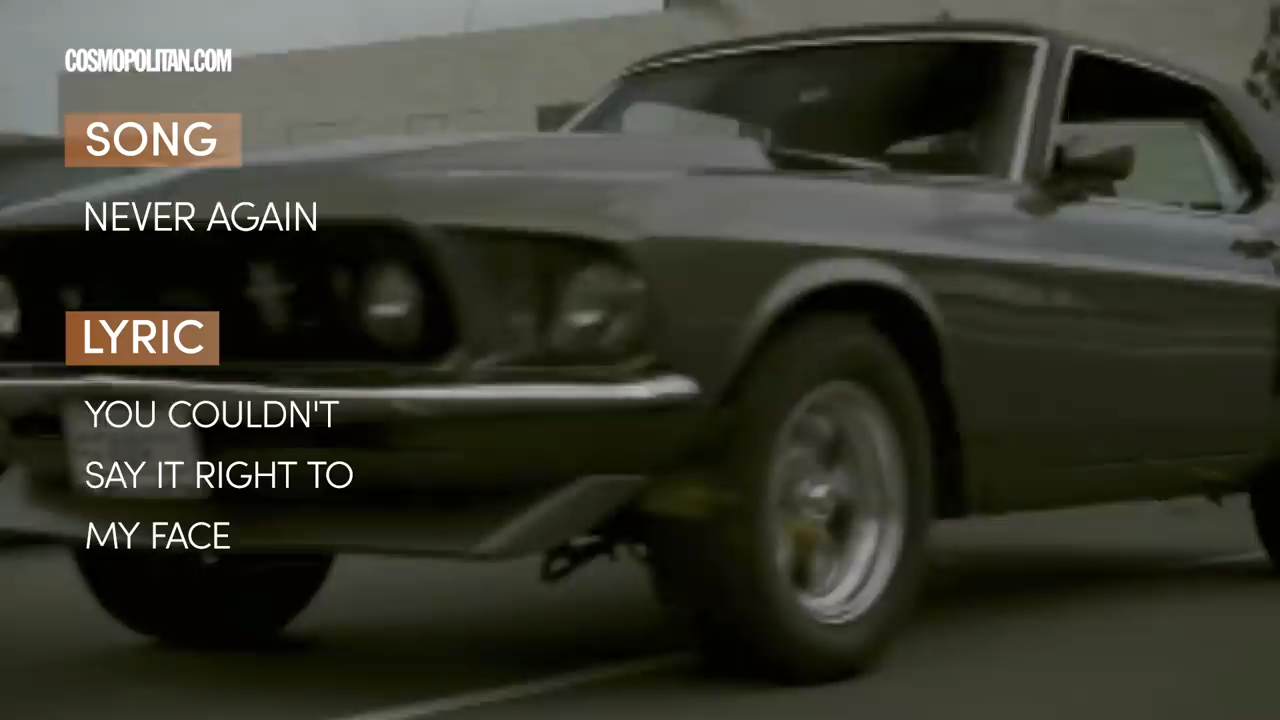 COSMOPOLITAN.COM
SONG
NEVER AGAIN
LYRIC
YOU COULDN'T
SAY IT RIGHT TO
MY FACE